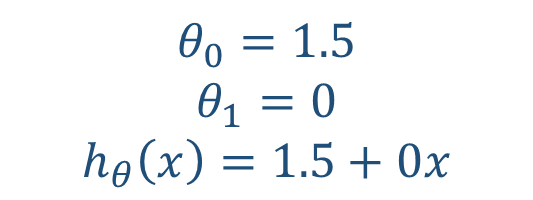 θ₀ = 1.5
θ₁ = 0
h_θ(x) = 1.5 + 0x